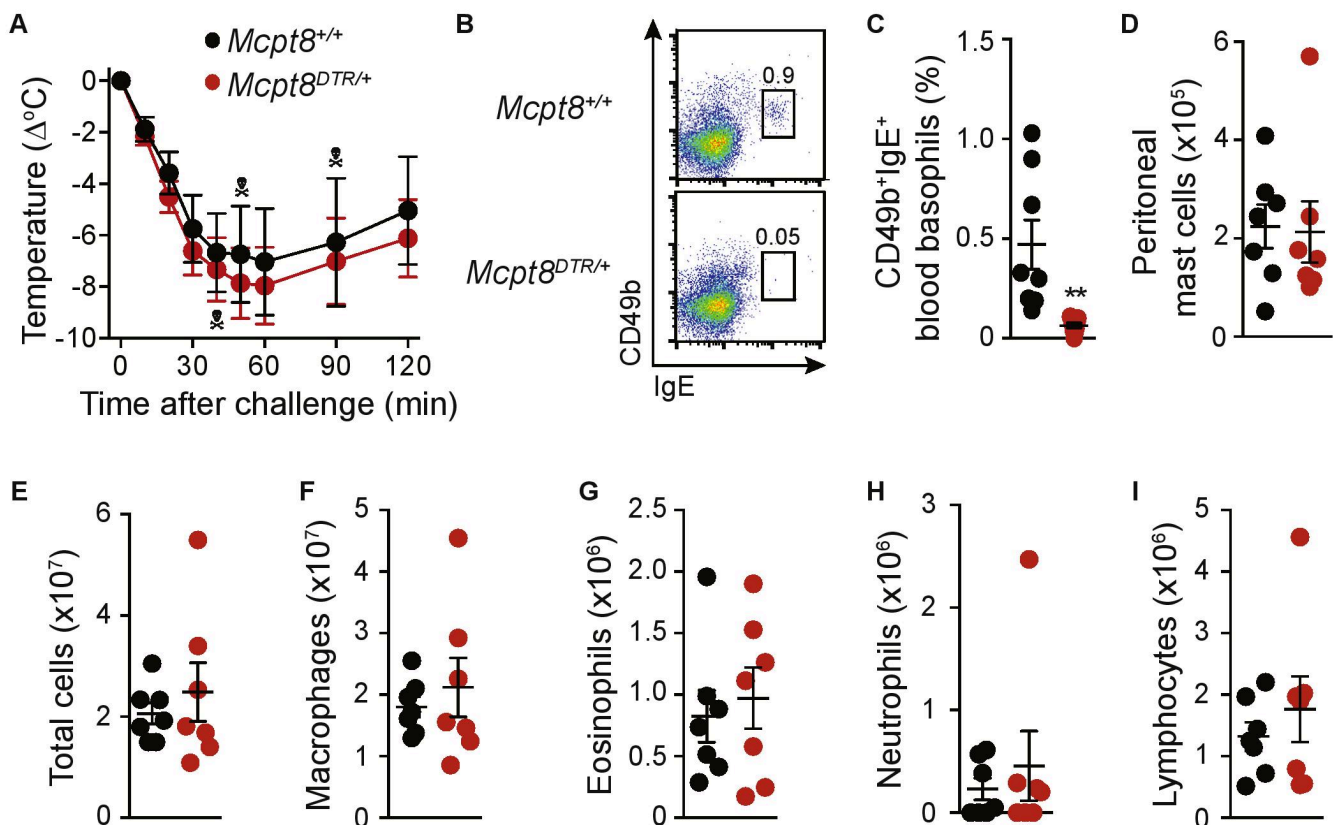 A
Mcpt8+/+
Mcpt8DTR/+
0
-2
-4
-6
-8
-10
Temperature (Δ°C)
0 30 60 90 120
Time after challenge (min)
B
Mcpt8+/+
0.9
Mcpt8DTR/+
0.05
CD49b
IgE
C
CD49b+IgE+
blood basophils (%)
1.5
1.0
0.5
0
**
D
Peritoneal
mast cells (x10⁵)
6
4
2
0
E
Total cells (x10⁷)
6
4
2
0
F
Macrophages (x10⁷)
5
4
3
2
1
0
G
Eosinophils (x10⁶)
2.5
2.0
1.5
1.0
0.5
0
H
Neutrophils (x10⁶)
3
2
1
0
I
Lymphocytes (x10⁶)
5
4
3
2
1
0